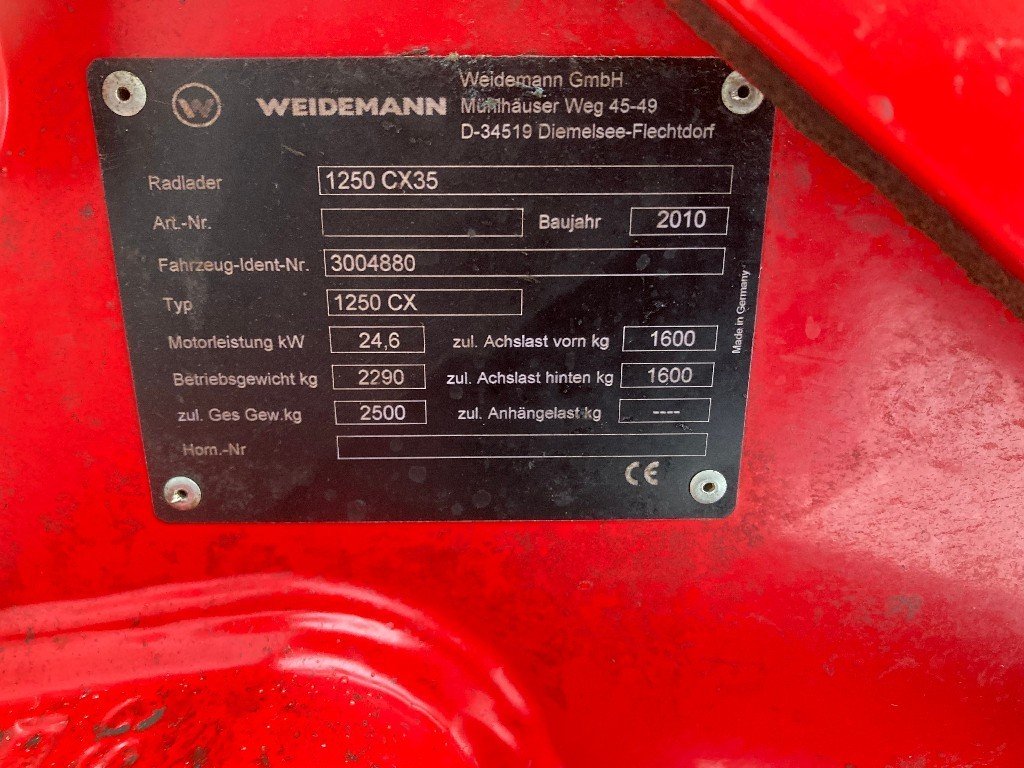 Weidemann GmbH
W WEIDEMANN Mühlhäuser Weg 45-49
D-34519 Diemelsee-Flechtdorf
Radlader 1250 CX35
Art.-Nr. Baujahr 2010
Fahrzeug-Ident-Nr. 3004880
Typ 1250 CX
Motorleistung kW 24,6 zul. Achslast vorn kg 1600
Betriebsgewicht kg 2290 zul. Achslast hinten kg 1600
zul. Ges Gew.kg 2500 zul. Anhängelast kg ----
Hom.-Nr
CE
Made in Germany